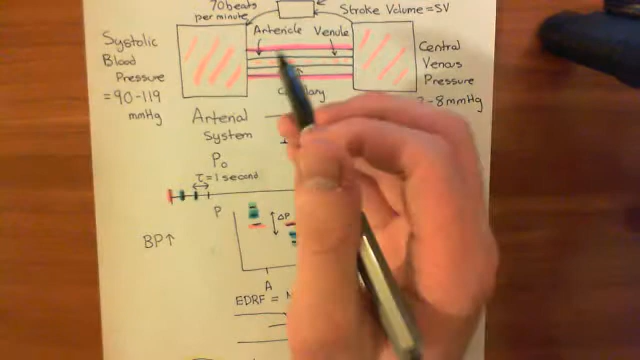 70 beats
per minute
Stroke Volume = SV
Arteriole Venule
Systolic
Blood
Pressure
= 90-119
mmHg
Central
Venous
Pressure
-8mmHg
Arterial
System
P₀
τ = 1 second
P
ΔP
BP↑
A
EDRF =